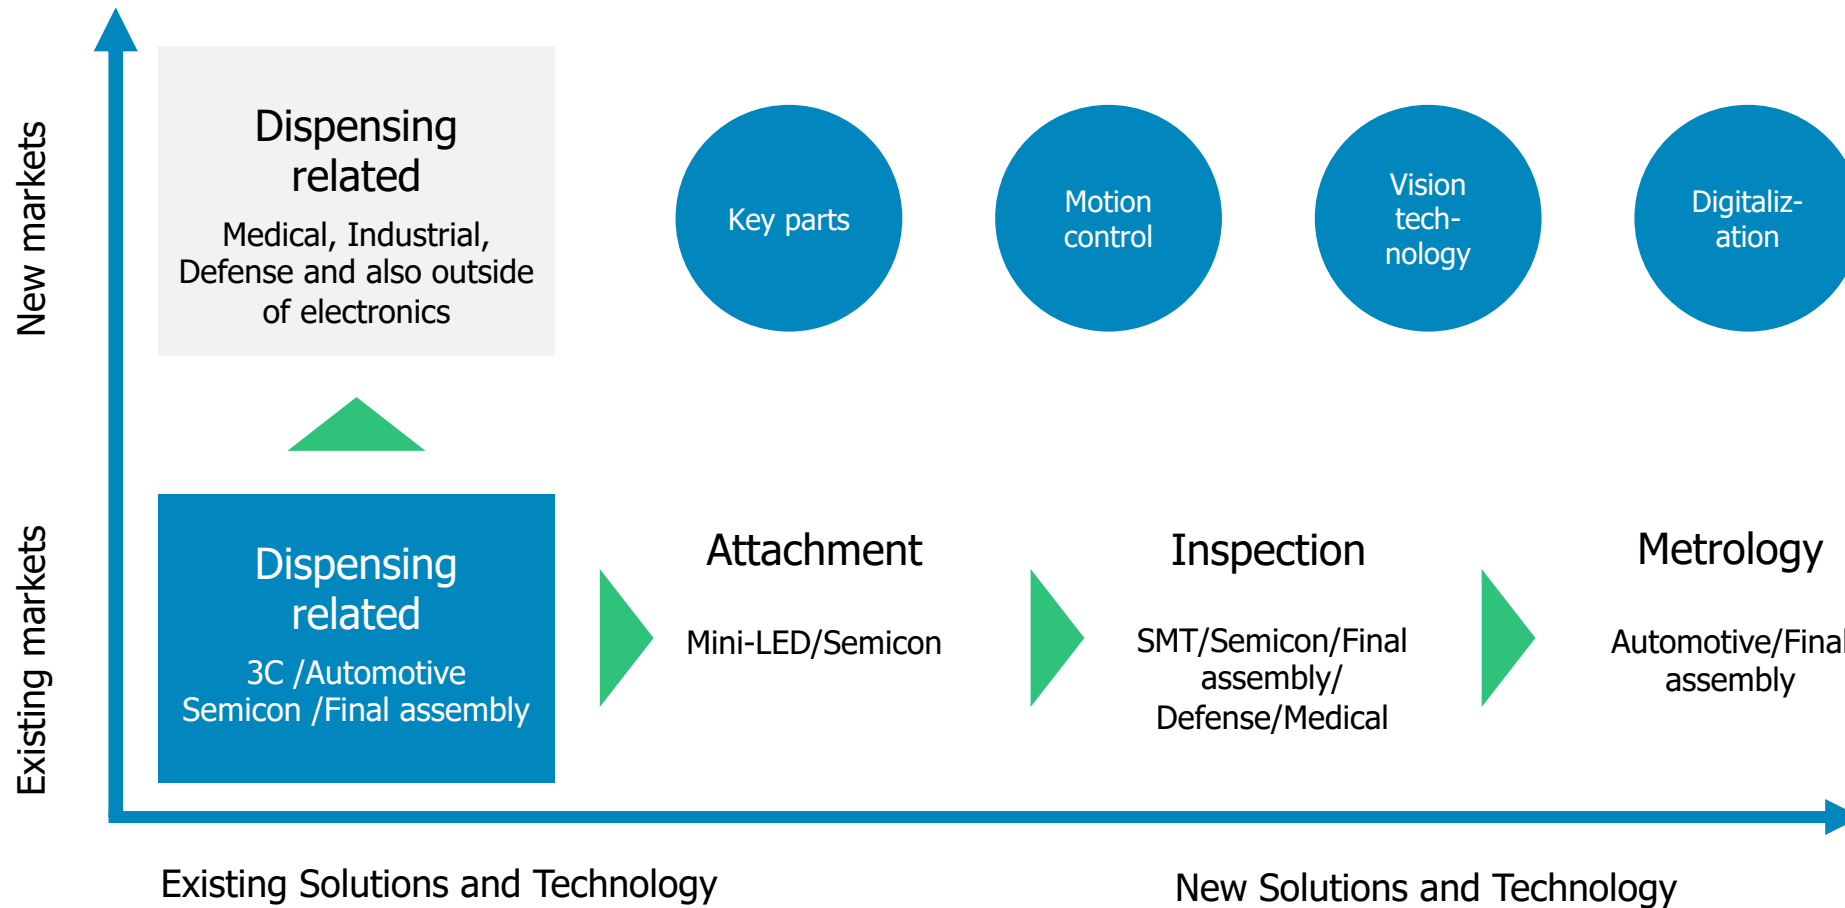 New markets
Dispensing
related
Medical, Industrial,
Defense and also outside
of electronics
Key parts
Motion
control
Vision
tech-
nology
Digitaliz-
ation
Existing markets
Dispensing
related
3C /Automotive
Semicon /Final assembly
Attachment
Mini-LED/Semicon
Inspection
SMT/Semicon/Final
assembly/
Defense/Medical
Metrology
Automotive/Final
assembly
Existing Solutions and Technology
New Solutions and Technology